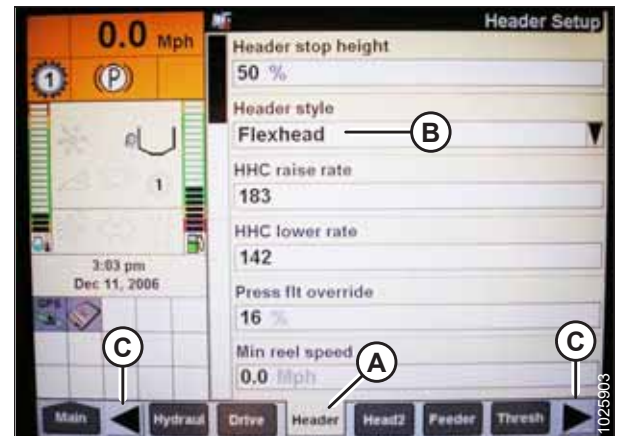 0.0 Mph
1
(P)
1
3:03 pm
Dec 11, 2006
GPS
Header Setup
Header stop height
50 %
Header style
Flexhead
B
HHC raise rate
183
HHC lower rate
142
Press flt override
16 %
Min reel speed
0.0 Mph
A
C
C
Main
Hydraul
Drive
Header
Head2
Feeder
Thresh
1025903